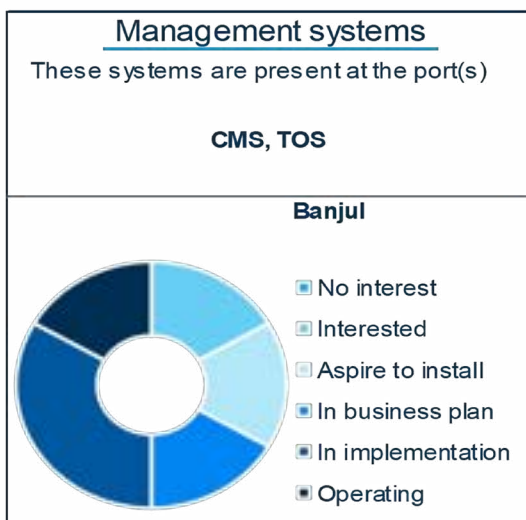 Management systems
These systems are present at the port(s)
CMS, TOS
Banjul
No interest
Interested
Aspire to install
In business plan
In implementation
Operating